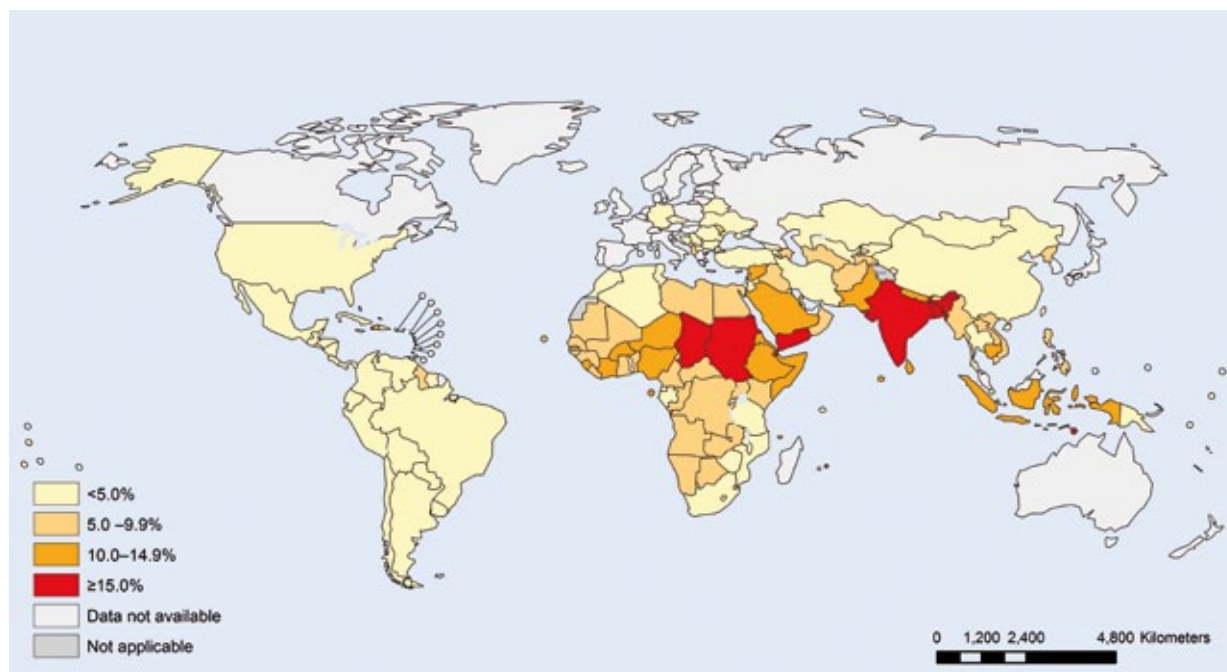 <5.0%
5.0 –9.9%
10.0–14.9%
≥15.0%
Data not available
Not applicable
0 1,200 2,400 4,800 Kilometers